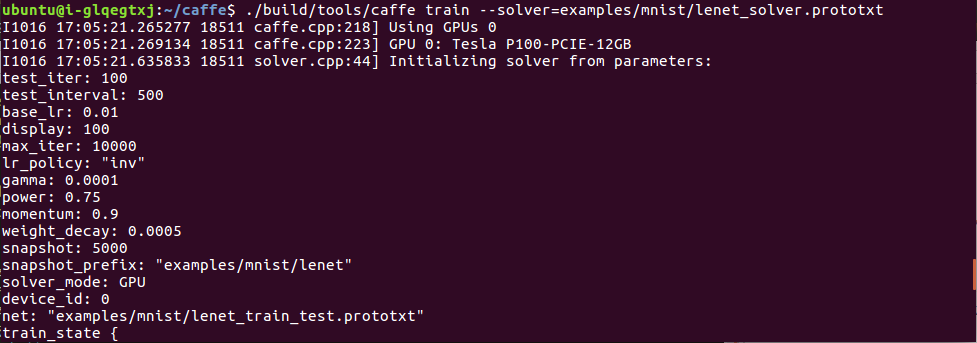 ubuntu@i-glqegtxj:~/caffe$ ./build/tools/caffe train --solver=examples/mnist/lenet_solver.prototxt
I1016 17:05:21.265277 18511 caffe.cpp:218] Using GPUs 0
I1016 17:05:21.269134 18511 caffe.cpp:223] GPU 0: Tesla P100-PCIE-12GB
I1016 17:05:21.635833 18511 solver.cpp:44] Initializing solver from parameters:
test_iter: 100
test_interval: 500
base_lr: 0.01
display: 100
max_iter: 10000
lr_policy: "inv"
gamma: 0.0001
power: 0.75
momentum: 0.9
weight_decay: 0.0005
snapshot: 5000
snapshot_prefix: "examples/mnist/lenet"
solver_mode: GPU
device_id: 0
net: "examples/mnist/lenet_train_test.prototxt"
train_state {